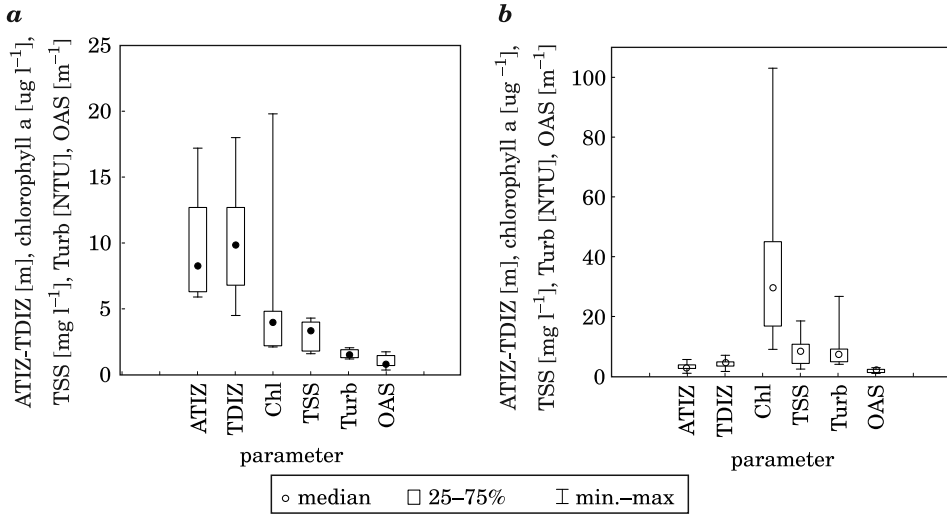 a
ATIZ-TDIZ [m], chlorophyll a [ug l⁻¹],
TSS [mg l⁻¹], Turb [NTU], OAS [m⁻¹]
25
20
15
10
5
0
ATIZ
TDIZ
Chl
TSS
Turb
OAS
parameter
b
ATIZ-TDIZ [m], chlorophyll a [ug⁻¹],
TSS [mg l⁻¹], Turb [NTU], OAS [m⁻¹]
100
80
60
40
20
0
ATIZ
TDIZ
Chl
TSS
Turb
OAS
parameter
median 25–75% min.–max